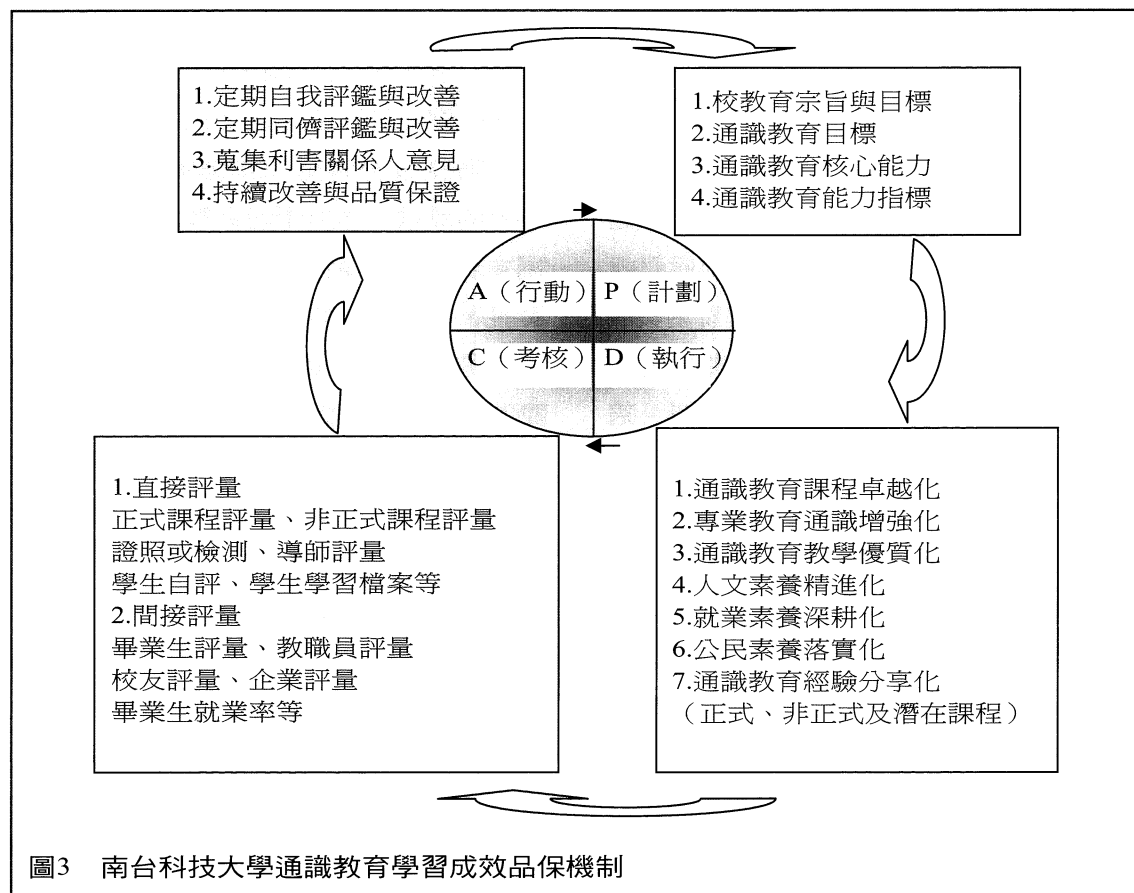 1.定期自我評鑑與改善
2.定期同儕評鑑與改善
3.蒐集利害關係人意見
4.持續改善與品質保證
1.校教育宗旨與目標
2.通識教育目標
3.通識教育核心能力
4.通識教育能力指標
A（行動）
P（計劃）
C（考核）
D（執行）
1.直接評量
正式課程評量、非正式課程評量
證照或檢測、導師評量
學生自評、學生學習檔案等
2.間接評量
畢業生評量、教職員評量
校友評量、企業評量
畢業生就業率等
1.通識教育課程卓越化
2.專業教育通識增強化
3.通識教育教學優質化
4.人文素養精進化
5.就業素養深耕化
6.公民素養落實化
7.通識教育經驗分享化
（正式、非正式及潛在課程）
圖3 南台科技大學通識教育學習成效品保機制